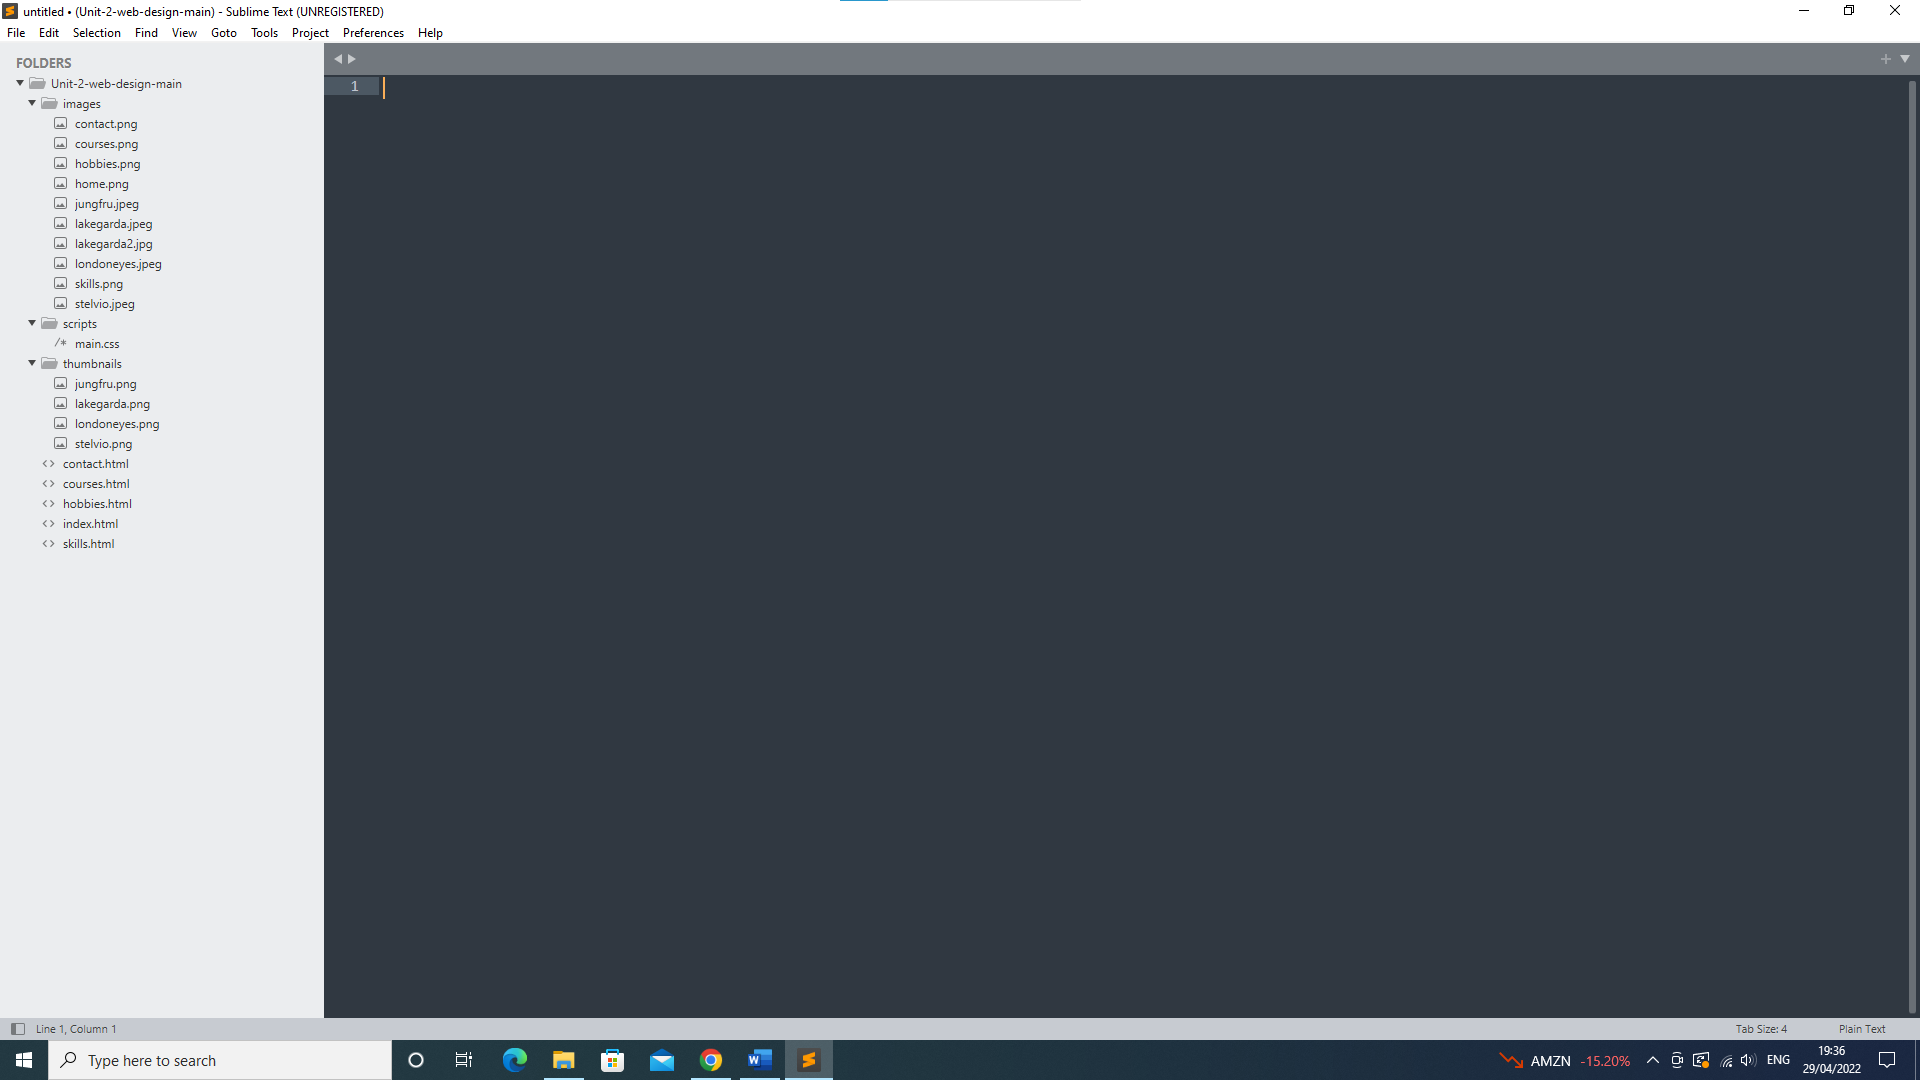 untitled • (Unit-2-web-design-main) - Sublime Text (UNREGISTERED)
File Edit Selection Find View Goto Tools Project Preferences Help
FOLDERS
Unit-2-web-design-main
images
contact.png
courses.png
hobbies.png
home.png
jungfru.jpeg
lakegarda.jpeg
lakegarda2.jpg
londoneyes.jpeg
skills.png
stelvio.jpeg
scripts
/* main.css
thumbnails
jungfru.png
lakegarda.png
londoneyes.png
stelvio.png
<> contact.html
<> courses.html
<> hobbies.html
<> index.html
<> skills.html
1
Line 1, Column 1
Tab Size: 4
Plain Text
Type here to search
AMZN -15.20%
ENG
19:36
29/04/2022